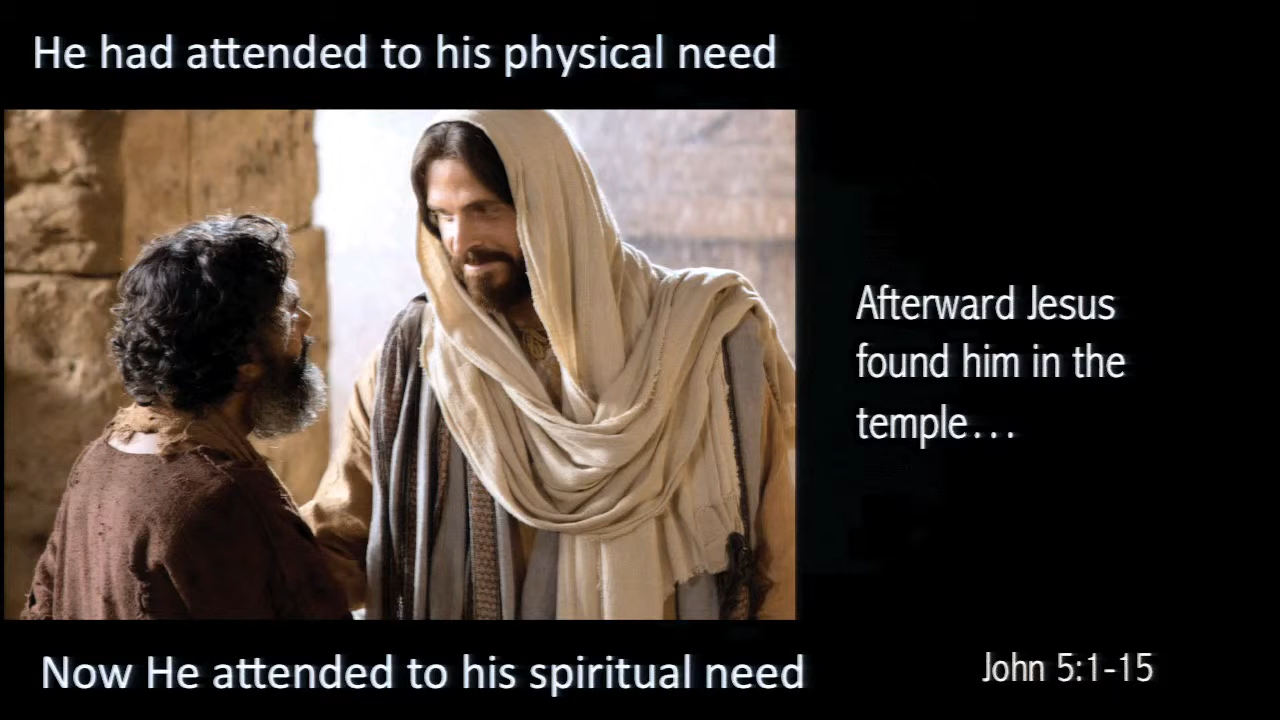 He had attended to his physical need
Afterward Jesus
found him in the
temple...
Now He attended to his spiritual need
John 5:1-15